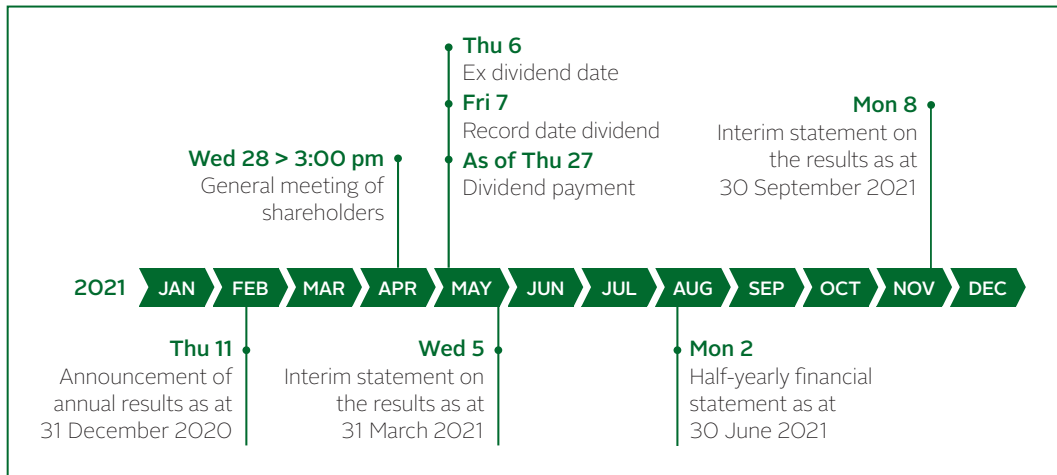 Thu 6
Ex dividend date
Fri 7
Record date dividend
As of Thu 27
Dividend payment
Mon 8
Interim statement on
the results as at
30 September 2021
Wed 28 > 3:00 pm
General meeting of
shareholders
2021 JAN FEB MAR APR MAY JUN JUL AUG SEP OCT NOV DEC
Thu 11
Announcement of
annual results as at
31 December 2020
Wed 5
Interim statement on
the results as at
31 March 2021
Mon 2
Half-yearly financial
statement as at
30 June 2021